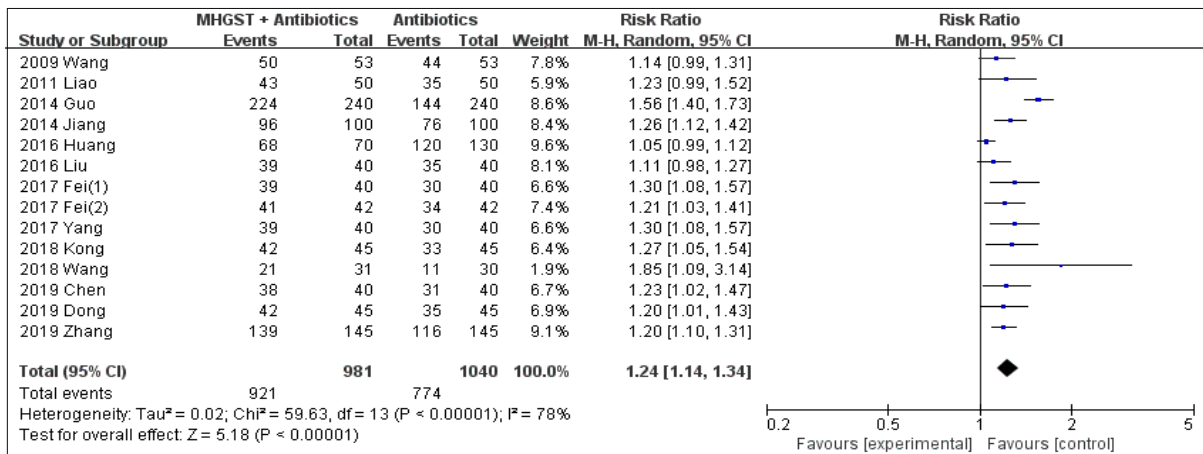 MHGST + Antibiotics Antibiotics Risk Ratio Risk Ratio
Study or Subgroup Events Total Events Total Weight M-H, Random, 95% CI M-H, Random, 95% CI
2009 Wang 50 53 44 53 7.8% 1.14 [0.99, 1.31]
2011 Liao 43 50 35 50 5.9% 1.23 [0.99, 1.52]
2014 Guo 224 240 144 240 8.6% 1.56 [1.40, 1.73]
2014 Jiang 96 100 76 100 8.4% 1.26 [1.12, 1.42]
2016 Huang 68 70 120 130 9.6% 1.05 [0.99, 1.12]
2016 Liu 39 40 35 40 8.0% 1.11 [0.98, 1.27]
2017 Fei(1) 39 40 30 40 6.6% 1.30 [1.08, 1.57]
2017 Fei(2) 41 42 34 42 7.4% 1.21 [1.03, 1.41]
2017 Yang 39 40 30 40 6.6% 1.30 [1.08, 1.57]
2018 Kong 42 45 33 45 6.4% 1.27 [1.05, 1.54]
2018 Wang 21 31 11 30 1.9% 1.85 [1.09, 3.14]
2019 Chen 38 40 31 40 6.7% 1.23 [1.02, 1.47]
2019 Dong 42 45 35 45 6.9% 1.20 [1.01, 1.43]
2019 Zhang 139 145 116 145 9.1% 1.20 [1.10, 1.31]
Total (95% CI) 981 1040 100.0% 1.24 [1.14, 1.34]
Total events 921 774
Heterogeneity: Tau² = 0.02; Chi² = 59.63, df = 13 (P < 0.00001); I² = 78%
Test for overall effect: Z = 5.18 (P < 0.00001)
0.2 0.5 1 2 5
Favours [experimental] Favours [control]